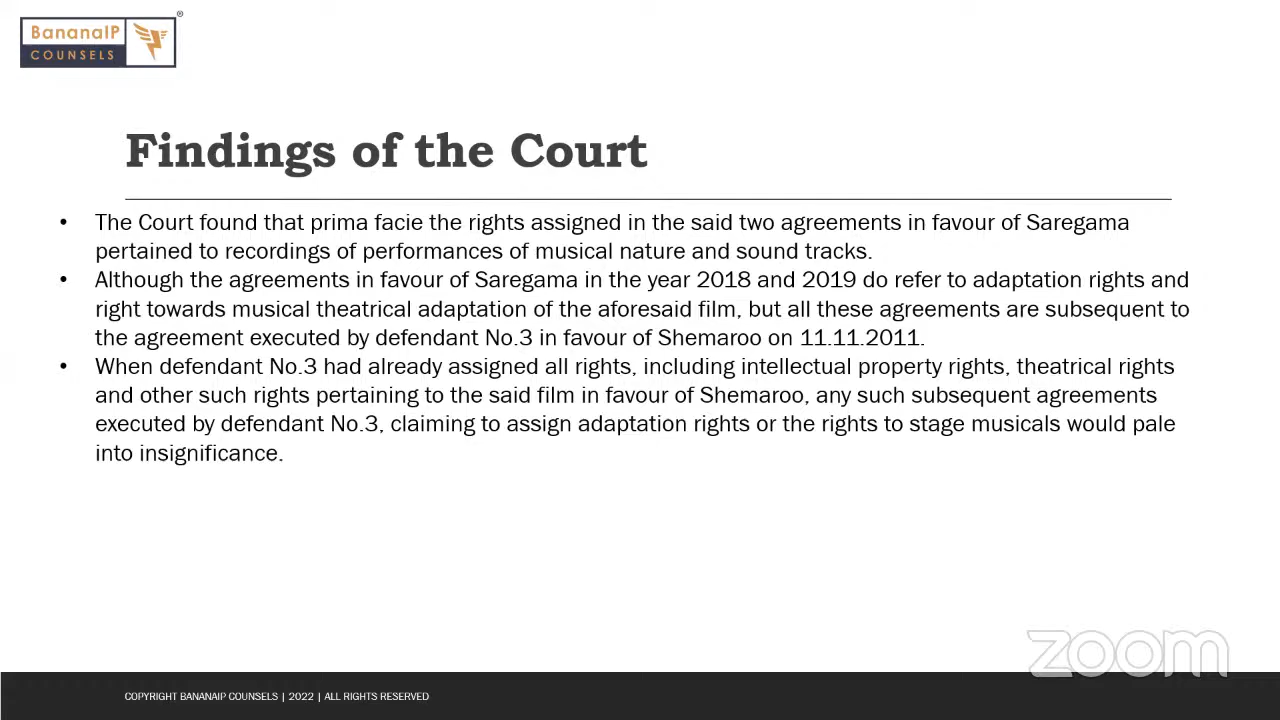 BananaIP
COUNSELS
®
Findings of the Court
• The Court found that prima facie the rights assigned in the said two agreements in favour of Saregama
pertained to recordings of performances of musical nature and sound tracks.
• Although the agreements in favour of Saregama in the year 2018 and 2019 do refer to adaptation rights and
right towards musical theatrical adaptation of the aforesaid film, but all these agreements are subsequent to
the agreement executed by defendant No.3 in favour of Shemaroo on 11.11.2011.
• When defendant No.3 had already assigned all rights, including intellectual property rights, theatrical rights
and other such rights pertaining to the said film in favour of Shemaroo, any such subsequent agreements
executed by defendant No.3, claiming to assign adaptation rights or the rights to stage musicals would pale
into insignificance.
zoom
COPYRIGHT BANANAIP COUNSELS | 2022 | ALL RIGHTS RESERVED